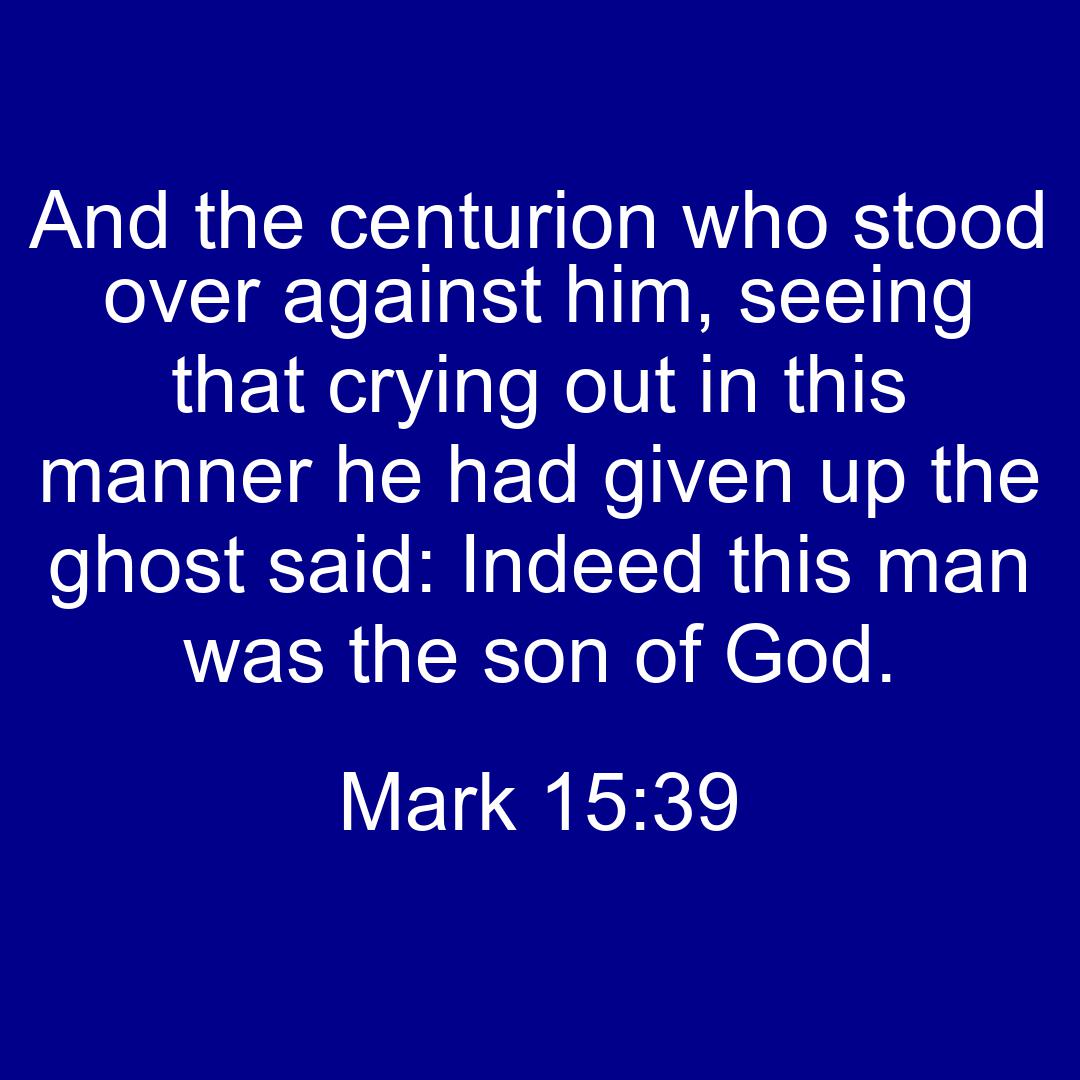 And the centurion who stood
over against him, seeing
that crying out in this
manner he had given up the
ghost said: Indeed this man
was the son of God.
Mark 15:39